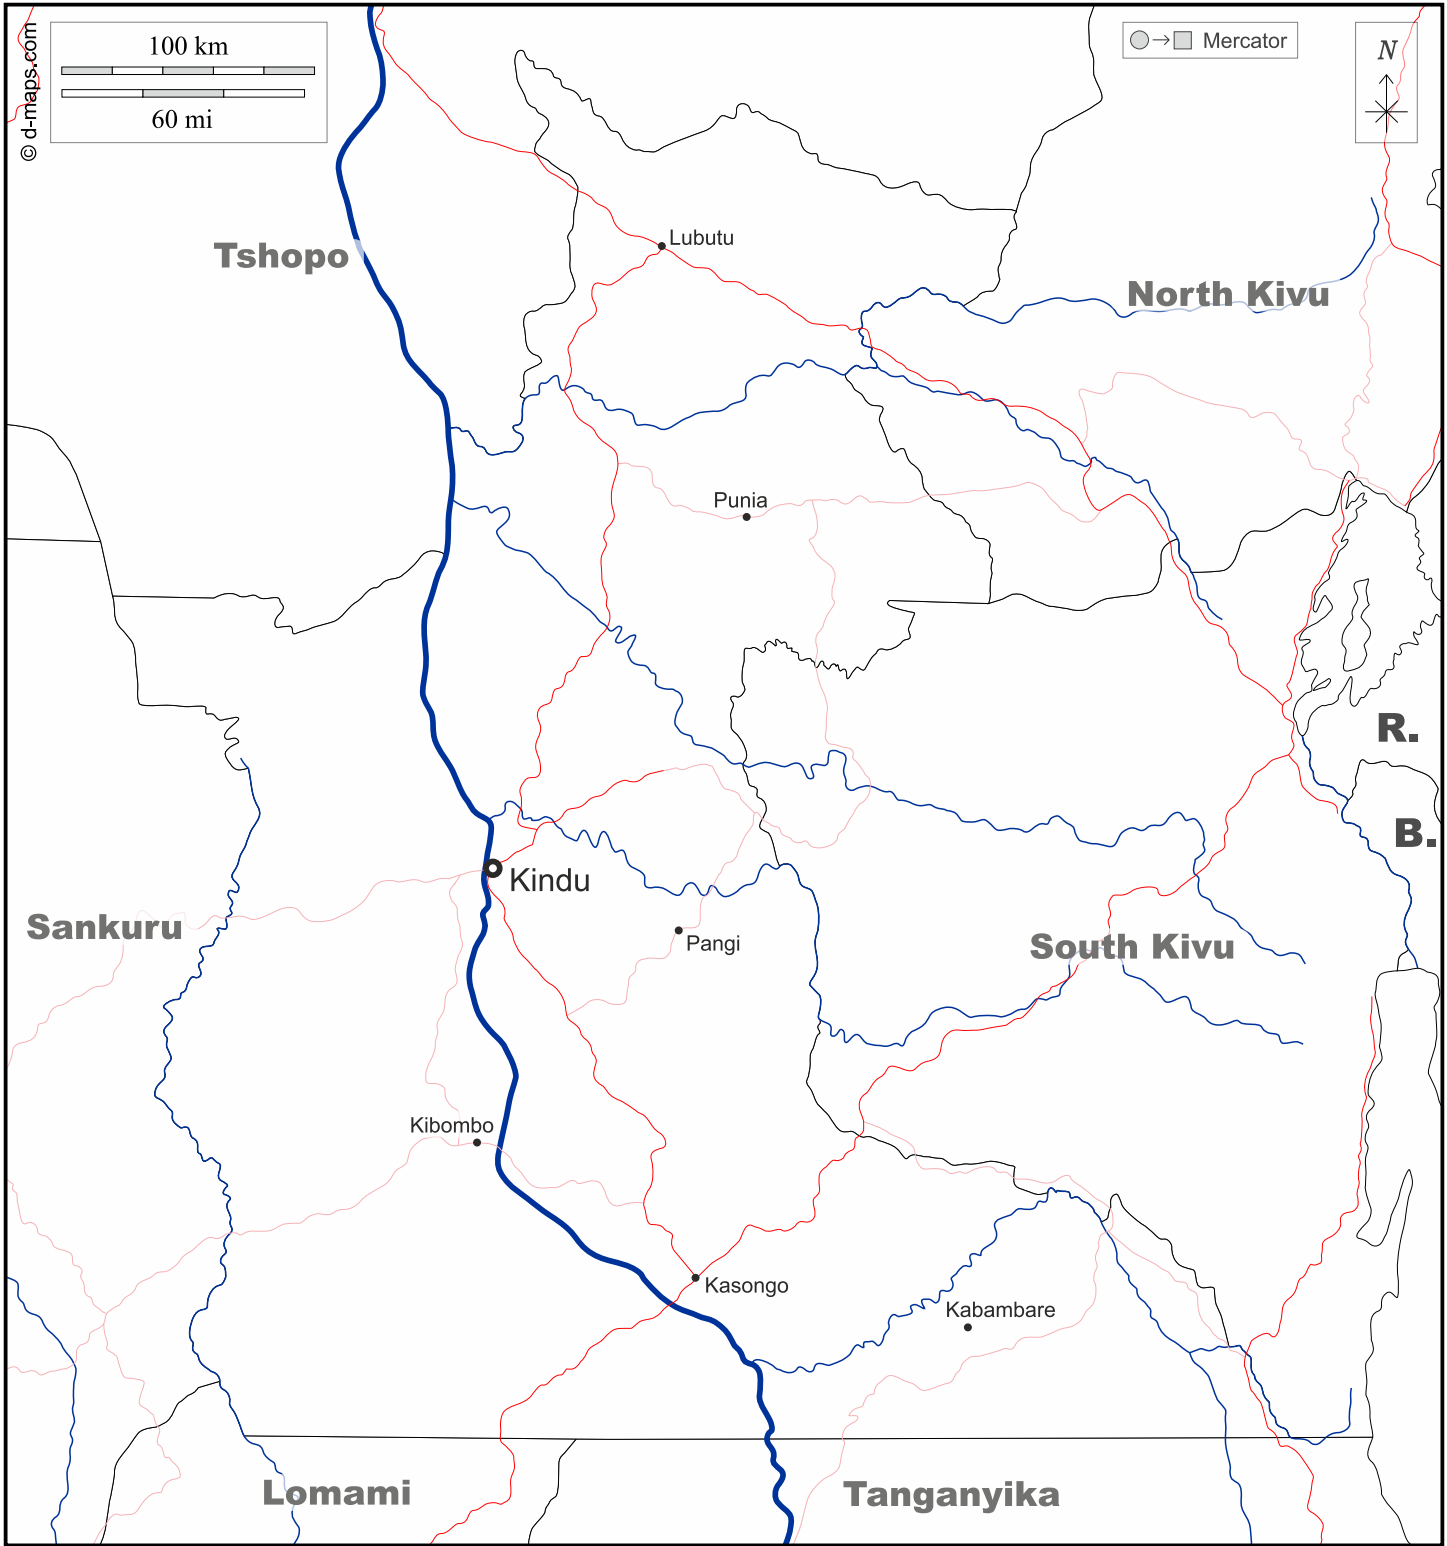 © d-maps.com
100 km
60 mi
Mercator
N
Lubutu
Tshopo
North Kivu
Punia
R.
B.
Kindu
Sankuru
Pangi
South Kivu
Kibombo
Kasongo
Kabambare
Lomami
Tanganyika